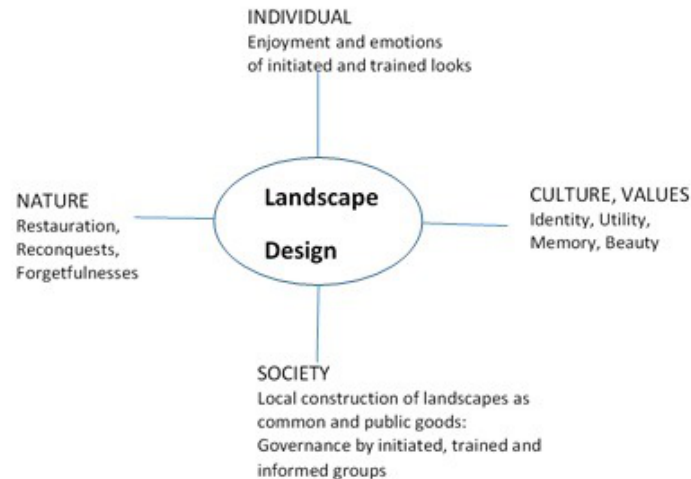 INDIVIDUAL
Enjoyment and emotions
of initiated and trained looks
NATURE
Restauration,
Reconquests,
Forgetfulnesses
Landscape
Design
CULTURE, VALUES
Identity, Utility,
Memory, Beauty
SOCIETY
Local construction of landscapes as
common and public goods:
Governance by initiated, trained and
informed groups